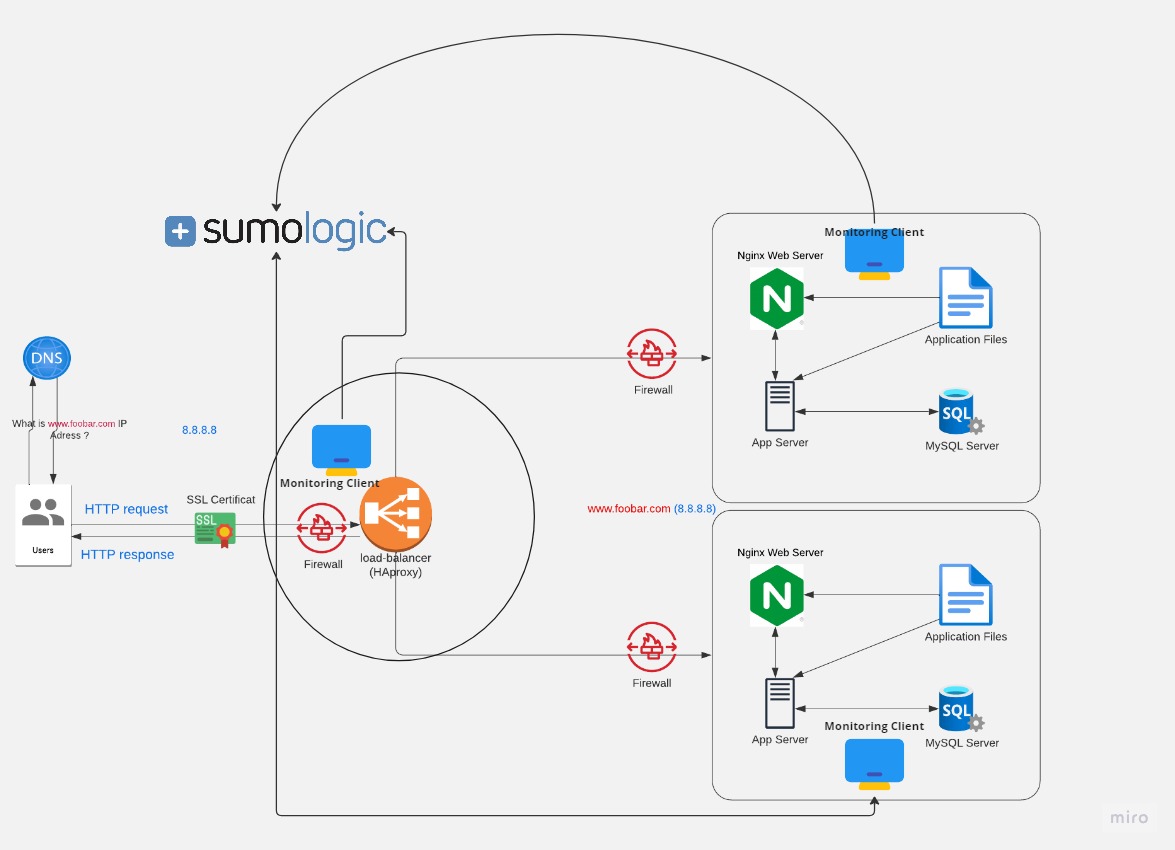 sumologic
Monitoring Client
Nginx Web Server
N
Application Files
DNS
Firewall
What is www.foobar.com IP
Adress ?
8.8.8.8
App Server
SQL
MySQL Server
Monitoring Client
SSL Certificat
HTTP request
SSL
www.foobar.com (8.8.8.8)
Users
HTTP response
Firewall
load-balancer
(HAproxy)
Nginx Web Server
N
Application Files
Firewall
App Server
SQL
MySQL Server
Monitoring Client
miro